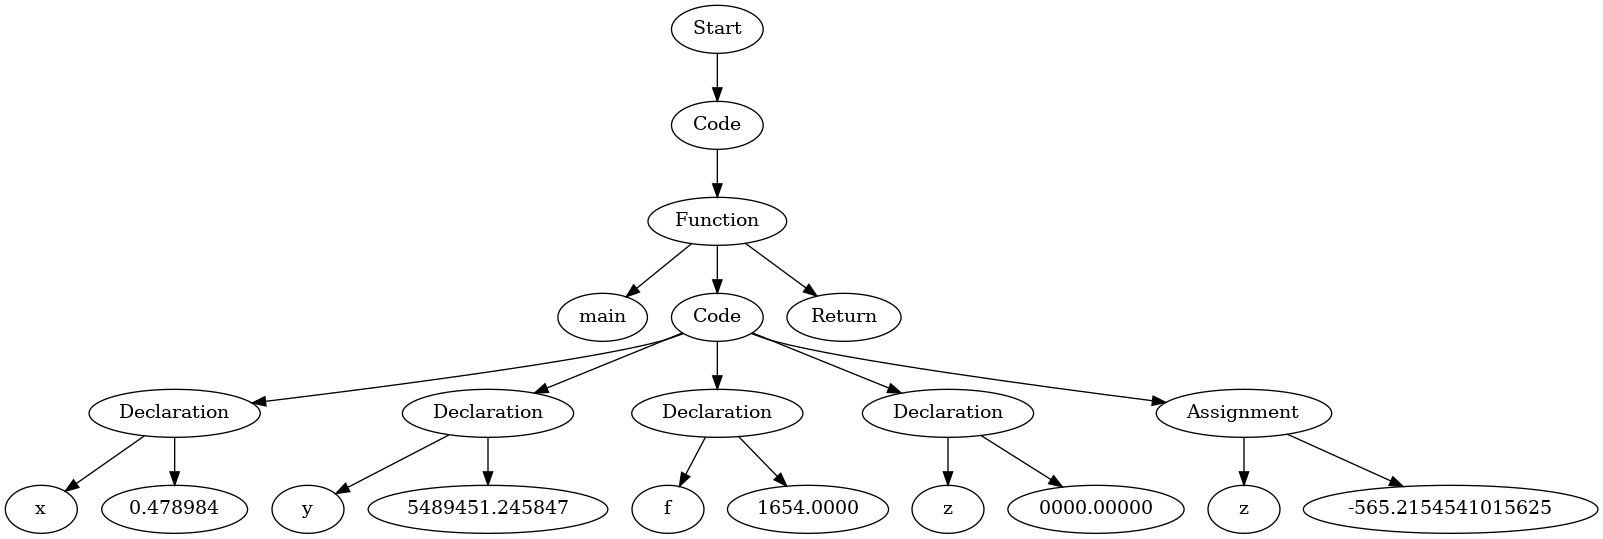 Start
Code
Function
main Code Return
Declaration Declaration Declaration Declaration Assignment
x 0.478984 y 5489451.245847 f 1654.0000 z 0000.00000 z -565.2154541015625